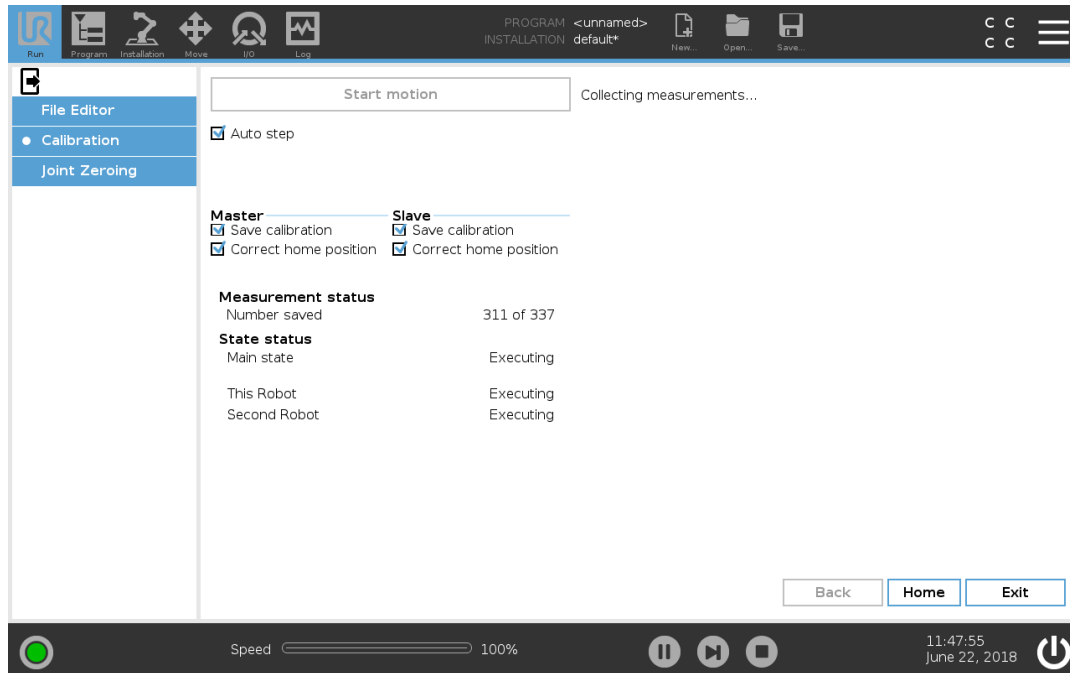 PROGRAM <unnamed>
INSTALLATION default*
UR
Run Program Installation Move I/O Log New... Open... Save...
C C
C C
File Editor
Calibration
Joint Zeroing
Start motion Collecting measurements...
Auto step
Master Slave
Save calibration Save calibration
Correct home position Correct home position
Measurement status
Number saved 311 of 337
State status
Main state Executing
This Robot Executing
Second Robot Executing
Back Home Exit
Speed 100%
11:47:55
June 22, 2018